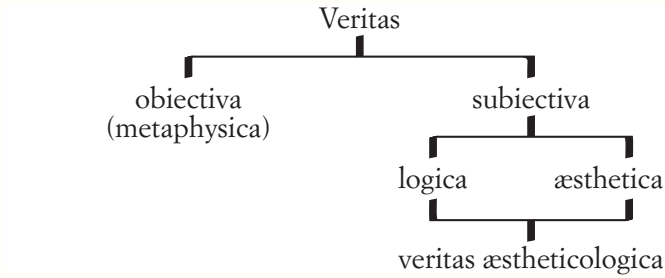 Veritas
obiectiva
(metaphysica)
subiectiva
logica
æsthetica
veritas æstheticologica